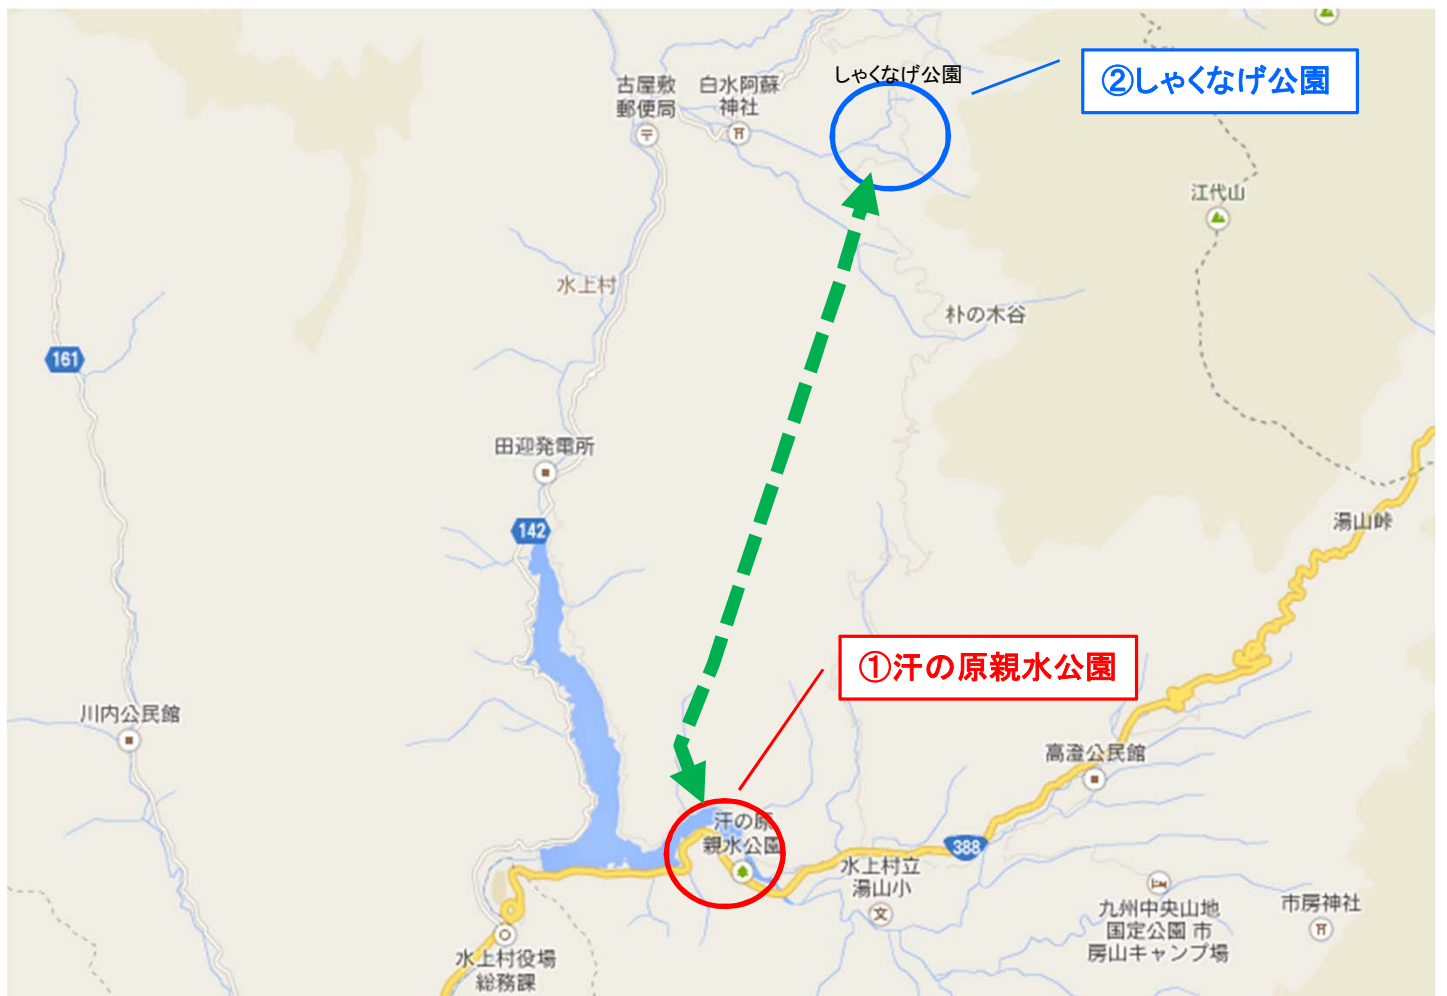 しゃくなげ公園
②しゃくなげ公園
古屋敷
郵便局
白水阿蘇
神社
江代山
水上村
朴の木谷
161
田迎発電所
142
湯山峠
①汗の原親水公園
川内公民館
高澄公民館
汗の原
親水公園
388
水上村立
湯山小
文
九州中央山地
国定公園 市
房山キャンプ場
市房神社
水上村役場
総務課